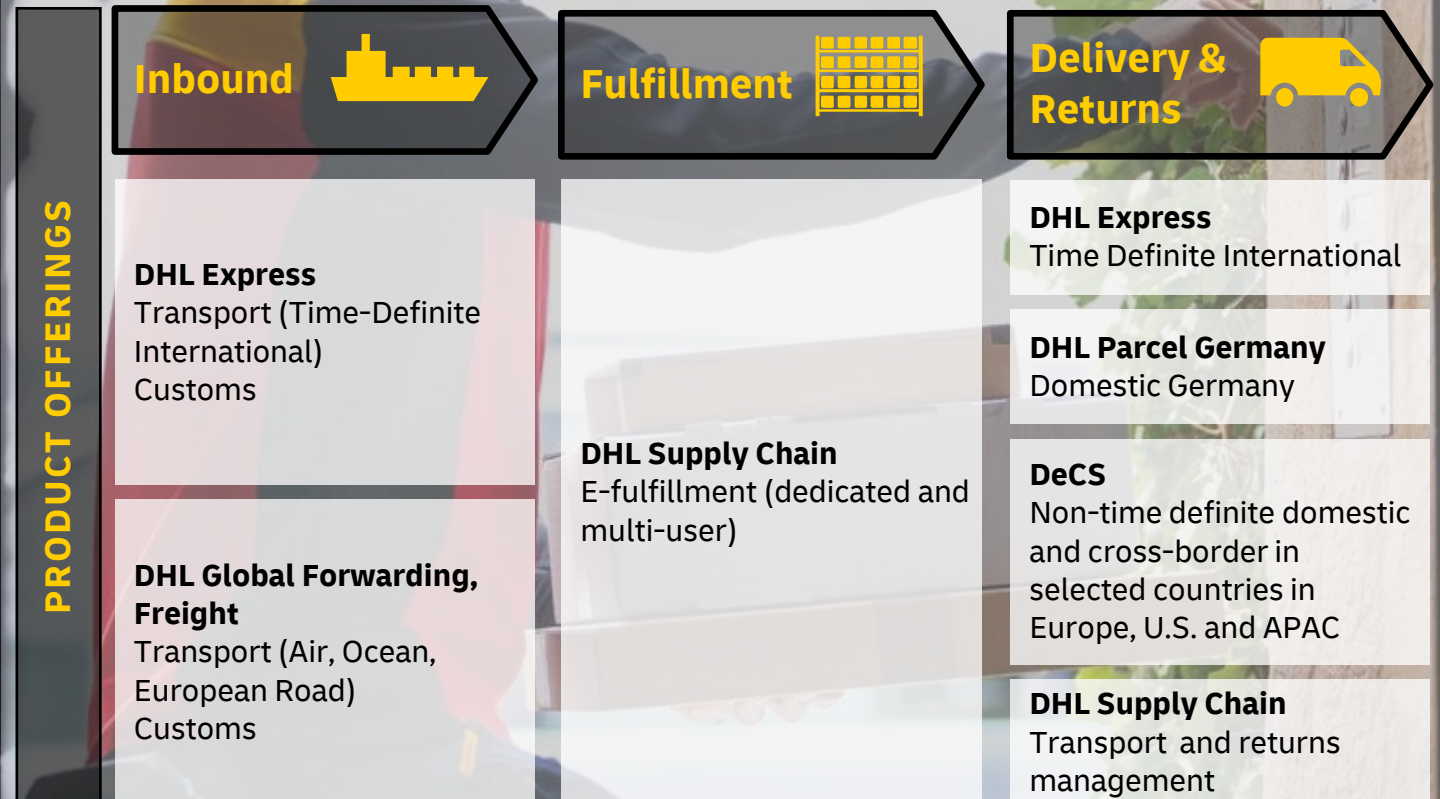 PRODUCT OFFERINGS
Inbound
DHL Express
Transport (Time-Definite
International)
Customs
DHL Global Forwarding,
Freight
Transport (Air, Ocean,
European Road)
Customs
Fulfillment
DHL Supply Chain
E-fulfillment (dedicated and
multi-user)
Delivery &
Returns
DHL Express
Time Definite International
DHL Parcel Germany
Domestic Germany
DeCS
Non-time definite domestic
and cross-border in
selected countries in
Europe, U.S. and APAC
DHL Supply Chain
Transport and returns
management